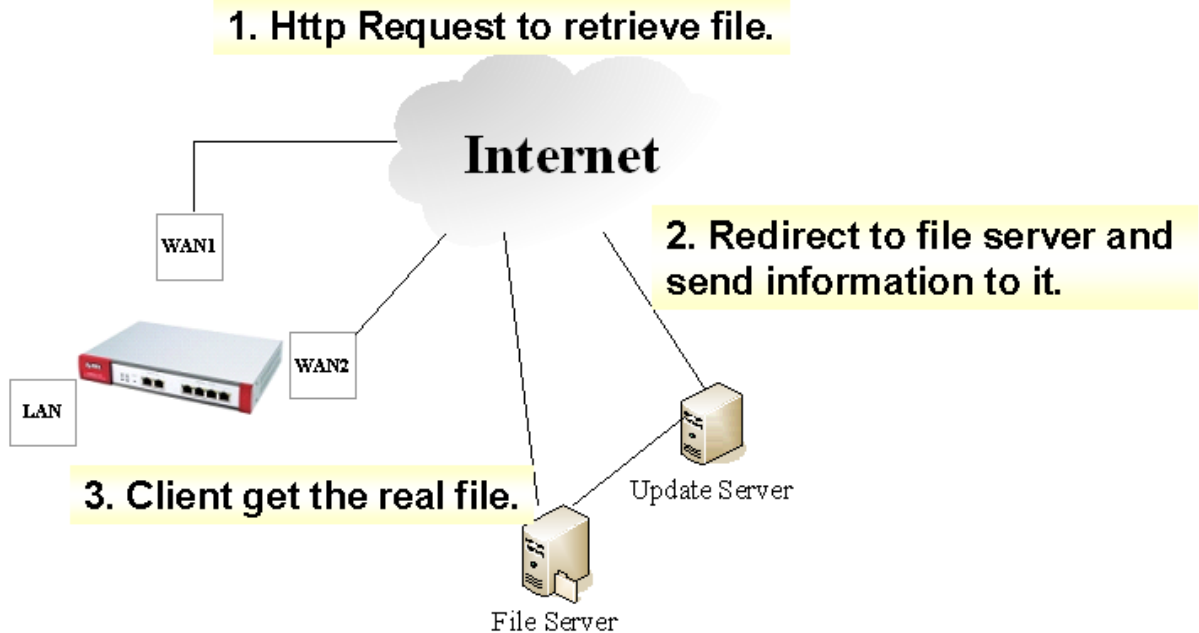 1. Http Request to retrieve file.
Internet
WAN1
2. Redirect to file server and
send information to it.
WAN2
LAN
3. Client get the real file.
Update Server
File Server